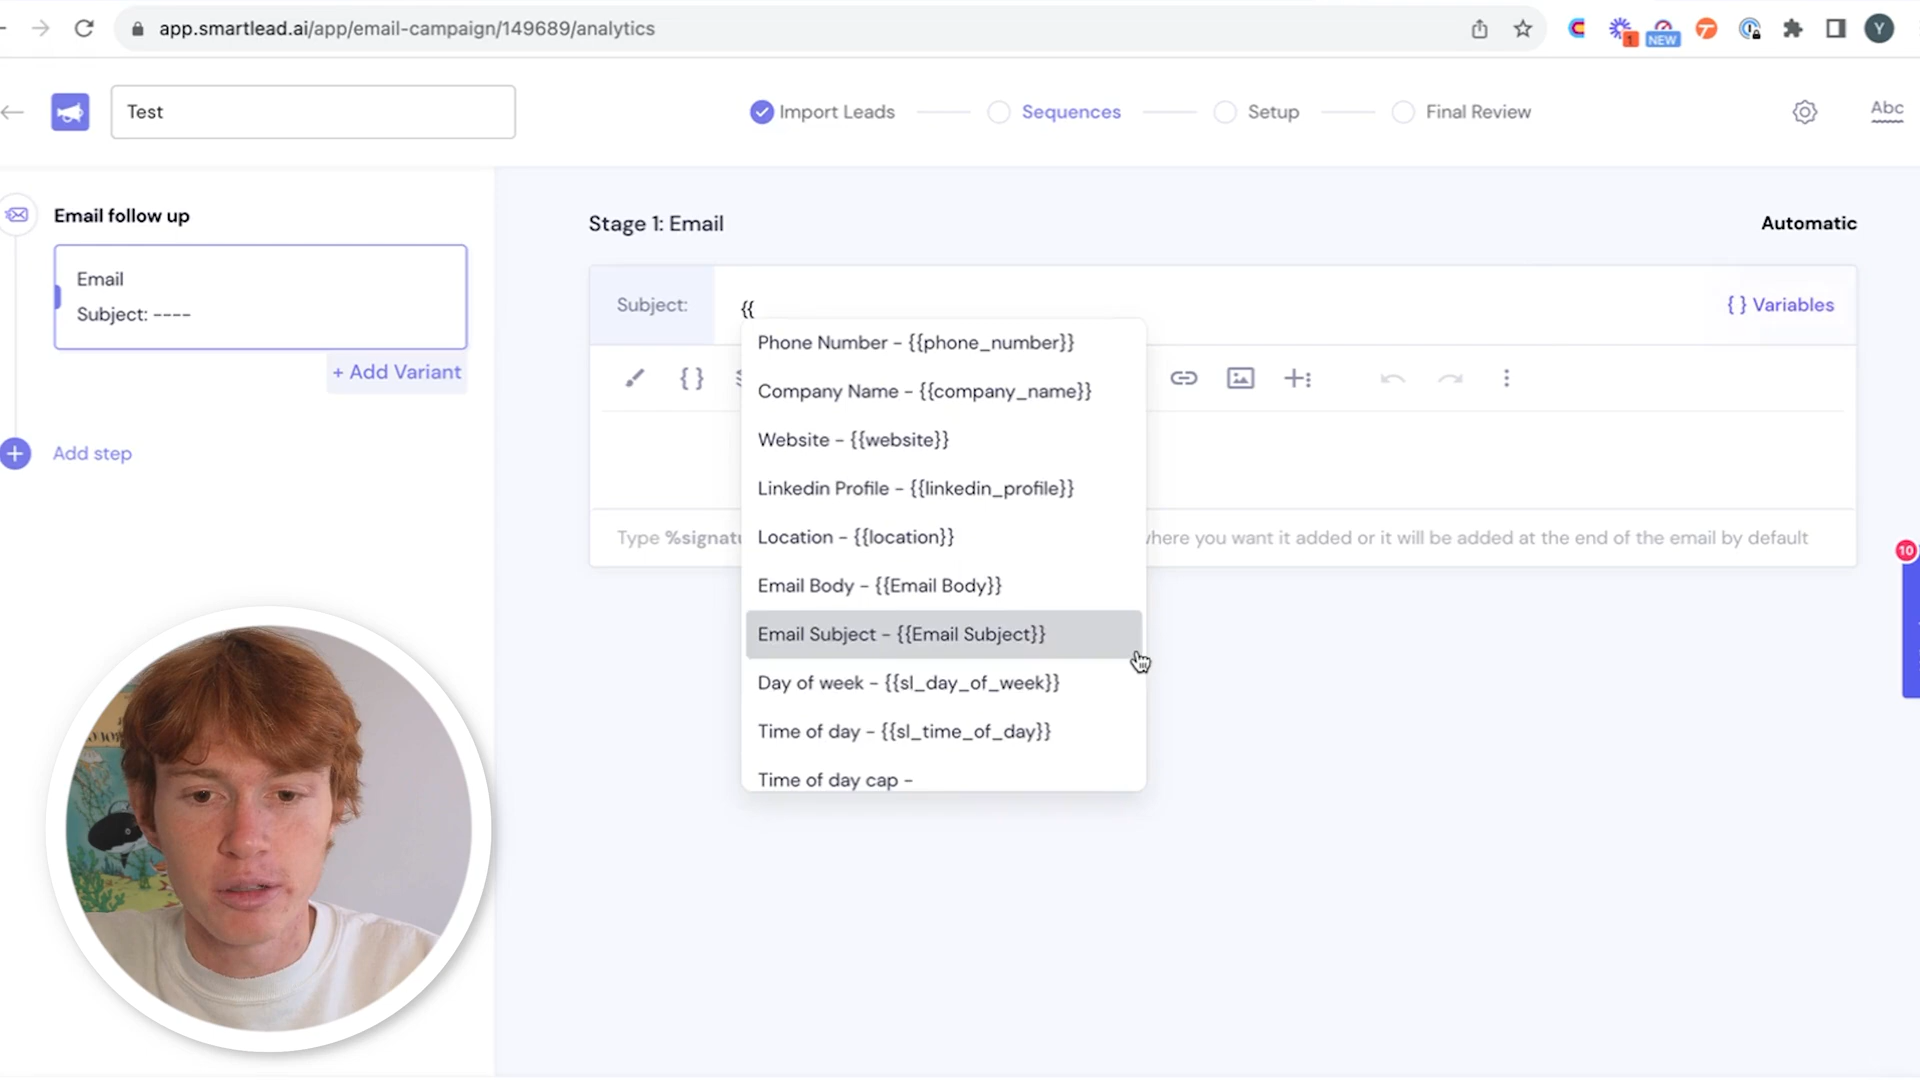 app.smartlead.ai/app/email-campaign/149689/analytics
1
NEW
Y
Test
Import Leads
Sequences
Setup
Final Review
Abc
Email follow up
Email
Subject: ----
+ Add Variant
Add step
Stage 1: Email
Automatic
Subject:
{{
{ } Variables
Phone Number - {{phone_number}}
Company Name - {{company_name}}
Website - {{website}}
Linkedin Profile - {{linkedin_profile}}
Location - {{location}}
Email Body - {{Email Body}}
Email Subject - {{Email Subject}}
Day of week - {{sl_day_of_week}}
Time of day - {{sl_time_of_day}}
Time of day cap -
Type
you want it added or it will be added at the end of the email by default
10